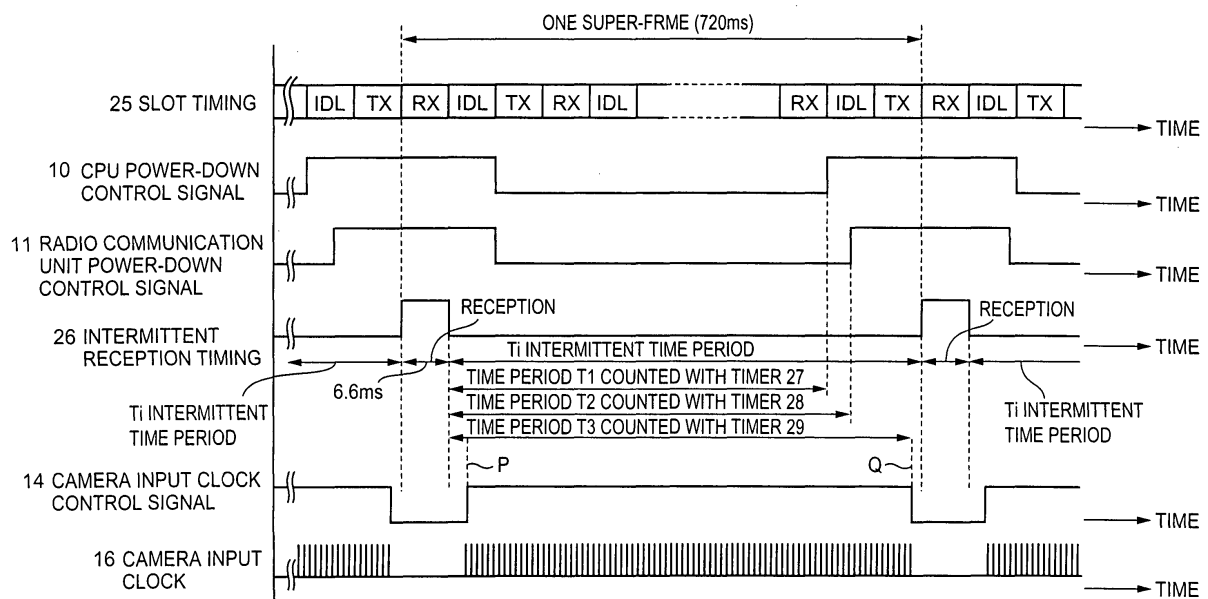 ONE SUPER-FRME (720ms)
25 SLOT TIMING
IDL TX RX IDL TX RX IDL RX IDL TX RX IDL TX
TIME
10 CPU POWER-DOWN
CONTROL SIGNAL
TIME
11 RADIO COMMUNICATION
UNIT POWER-DOWN
CONTROL SIGNAL
TIME
RECEPTION
RECEPTION
26 INTERMITTENT
RECEPTION TIMING
TIME
Ti INTERMITTENT TIME PERIOD
6.6ms
TIME PERIOD T1 COUNTED WITH TIMER 27
Ti INTERMITTENT
TIME PERIOD
TIME PERIOD T2 COUNTED WITH TIMER 28
Ti INTERMITTENT
TIME PERIOD
TIME PERIOD T3 COUNTED WITH TIMER 29
P
Q
14 CAMERA INPUT CLOCK
CONTROL SIGNAL
TIME
16 CAMERA INPUT
CLOCK
TIME